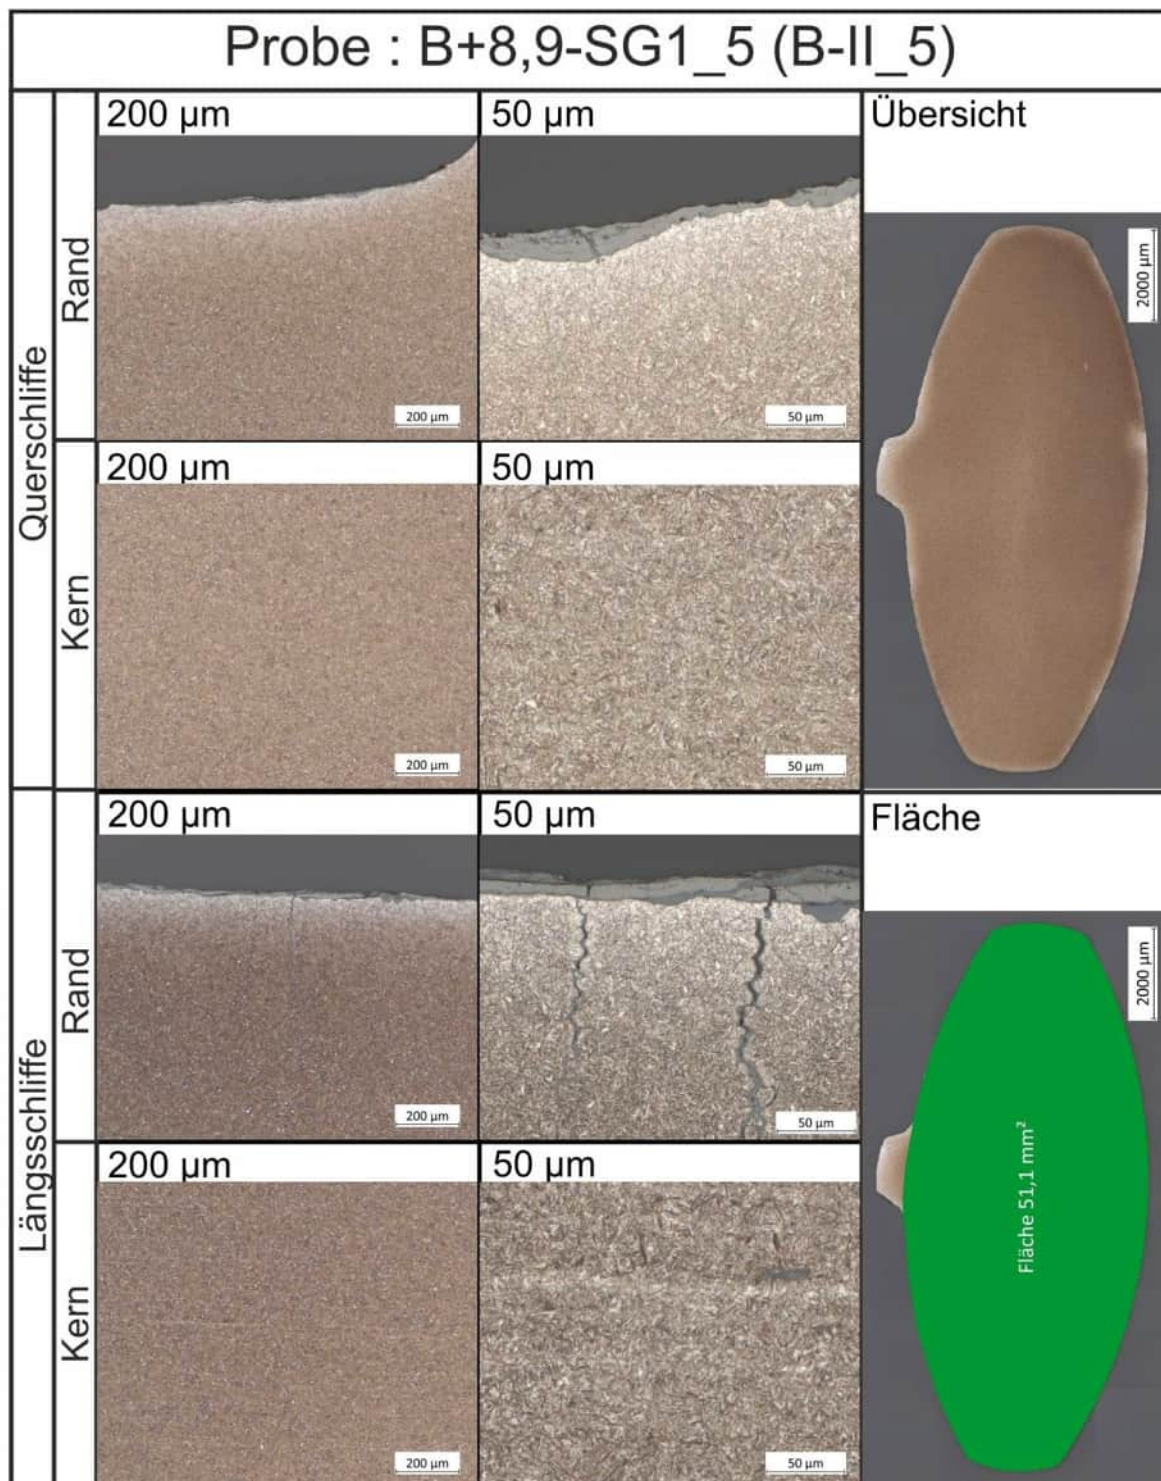 Probe : B+8,9-SG1_5 (B-II_5)
Querschliffe
Rand
200 µm
200 µm
50 µm
50 µm
Übersicht
2000 µm
Kern
200 µm
200 µm
50 µm
50 µm
Längsschliffe
Rand
200 µm
200 µm
50 µm
50 µm
Fläche
2000 µm
Fläche 51,1 mm²
Kern
200 µm
200 µm
50 µm
50 µm